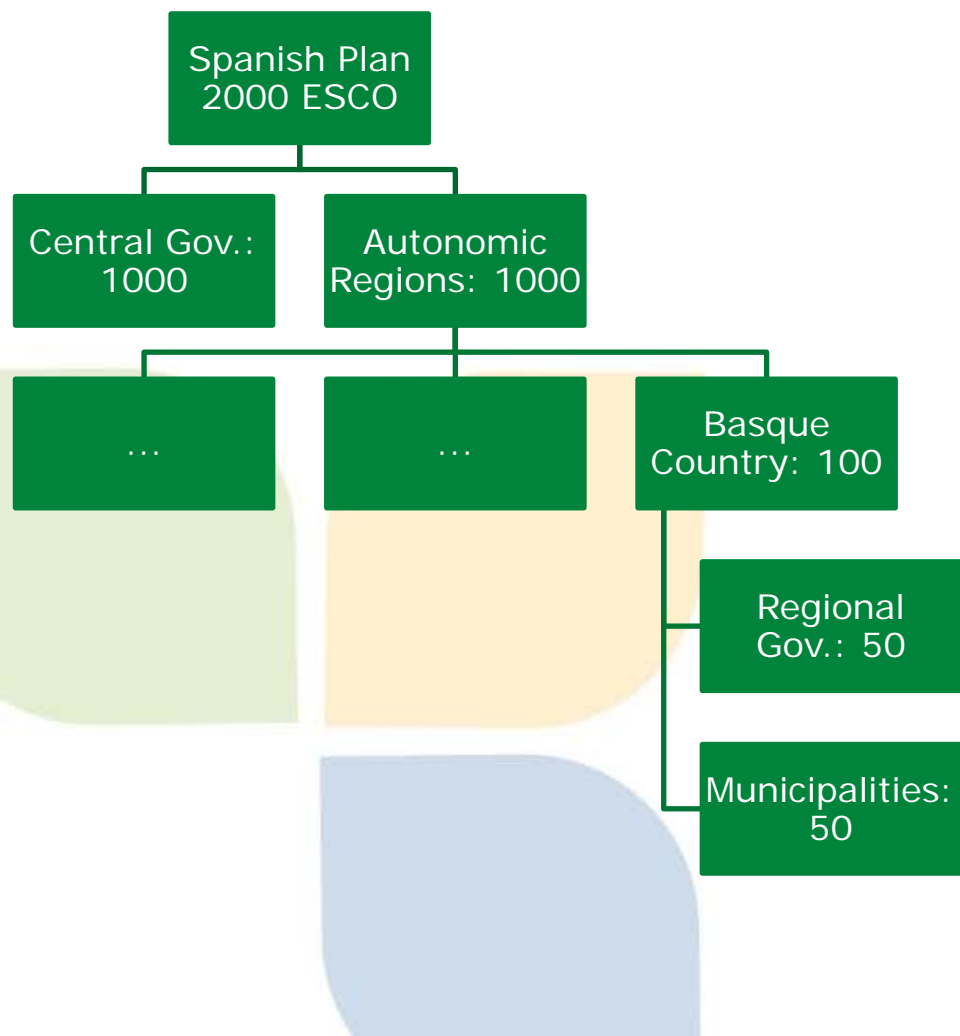 Spanish Plan
2000 ESCO
Central Gov.:
1000
Autonomic
Regions: 1000
...
...
Basque
Country: 100
Regional
Gov.: 50
Municipalities:
50